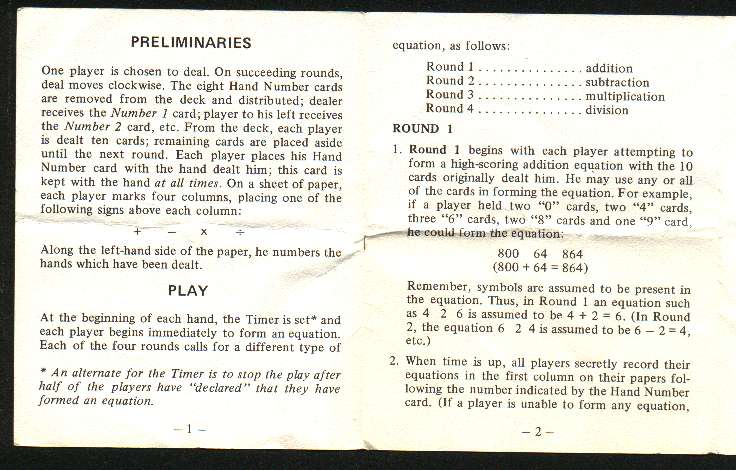 PRELIMINARIES
One player is chosen to deal. On succeeding rounds,
deal moves clockwise. The eight Hand Number cards
are removed from the deck and distributed; dealer
receives the Number 1 card; player to his left receives
the Number 2 card, etc. From the deck, each player
is dealt ten cards; remaining cards are placed aside
until the next round. Each player places his Hand
Number card with the hand dealt him; this card is
kept with the hand at all times. On a sheet of paper,
each player marks four columns, placing one of the
following signs above each column:
+ − x ÷
Along the left-hand side of the paper, he numbers the
hands which have been dealt.
PLAY
At the beginning of each hand, the Timer is set* and
each player begins immediately to form an equation.
Each of the four rounds calls for a different type of
* An alternate for the Timer is to stop the play after
half of the players have “declared” that they have
formed an equation.
– 1 –
equation, as follows:
Round 1 . . . . . . . . . . . . . . . addition
Round 2 . . . . . . . . . . . . . . . subtraction
Round 3 . . . . . . . . . . . . . . . multiplication
Round 4 . . . . . . . . . . . . . . . division
ROUND 1
1. Round 1 begins with each player attempting to
form a high-scoring addition equation with the 10
cards originally dealt him. He may use any or all
of the cards in forming the equation. For example,
if a player held two “0” cards, two “4” cards,
three “6” cards, two “8” cards and one “9” card,
he could form the equation:
800 64 864
(800 + 64 = 864)
Remember, symbols are assumed to be present in
the equation. Thus, in Round 1 an equation such
as 4 2 6 is assumed to be 4 + 2 = 6. (In Round
2, the equation 6 2 4 is assumed to be 6 − 2 = 4,
etc.)
2. When time is up, all players secretly record their
equations in the first column on their papers fol-
lowing the number indicated by the Hand Number
card. (If a player is unable to form any equation,
– 2 –